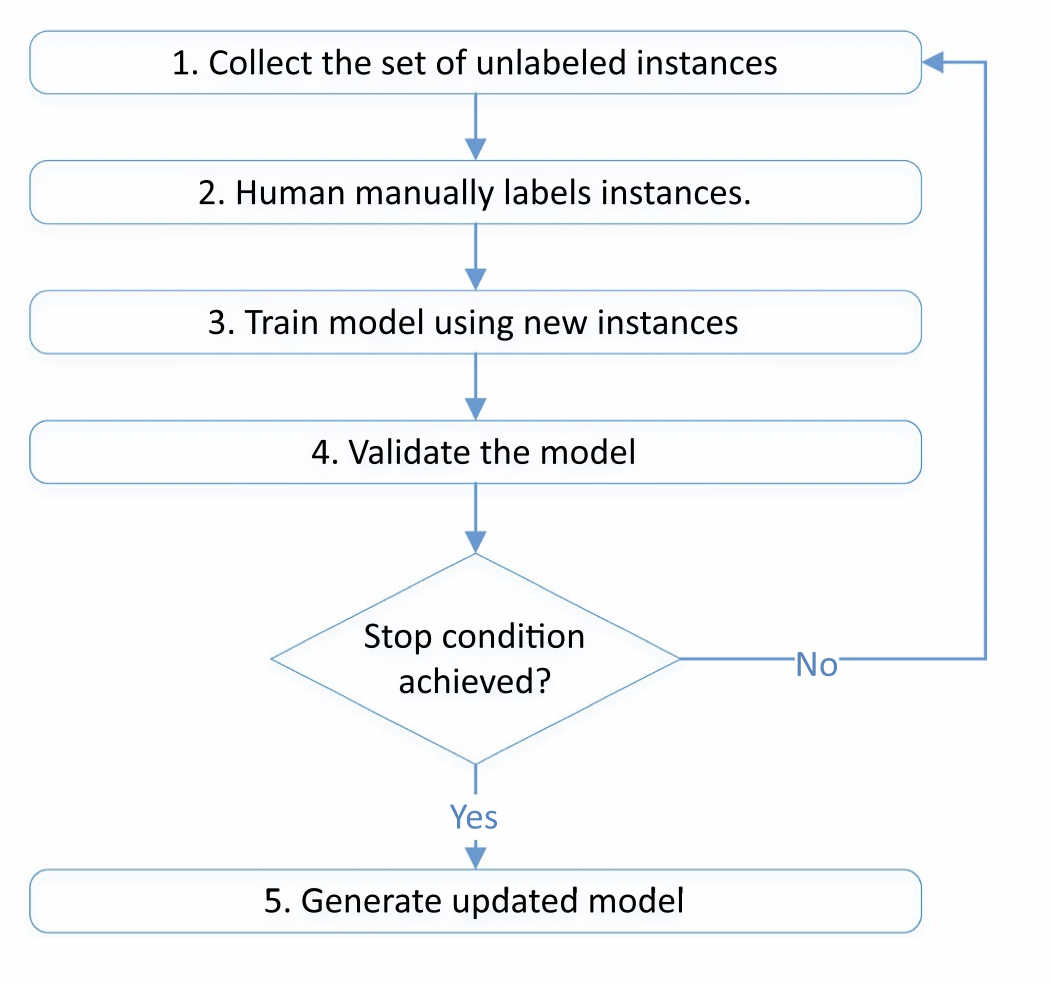 1. Collect the set of unlabeled instances
2. Human manually labels instances.
3. Train model using new instances
4. Validate the model
Stop condition
achieved?
No
Yes
5. Generate updated model